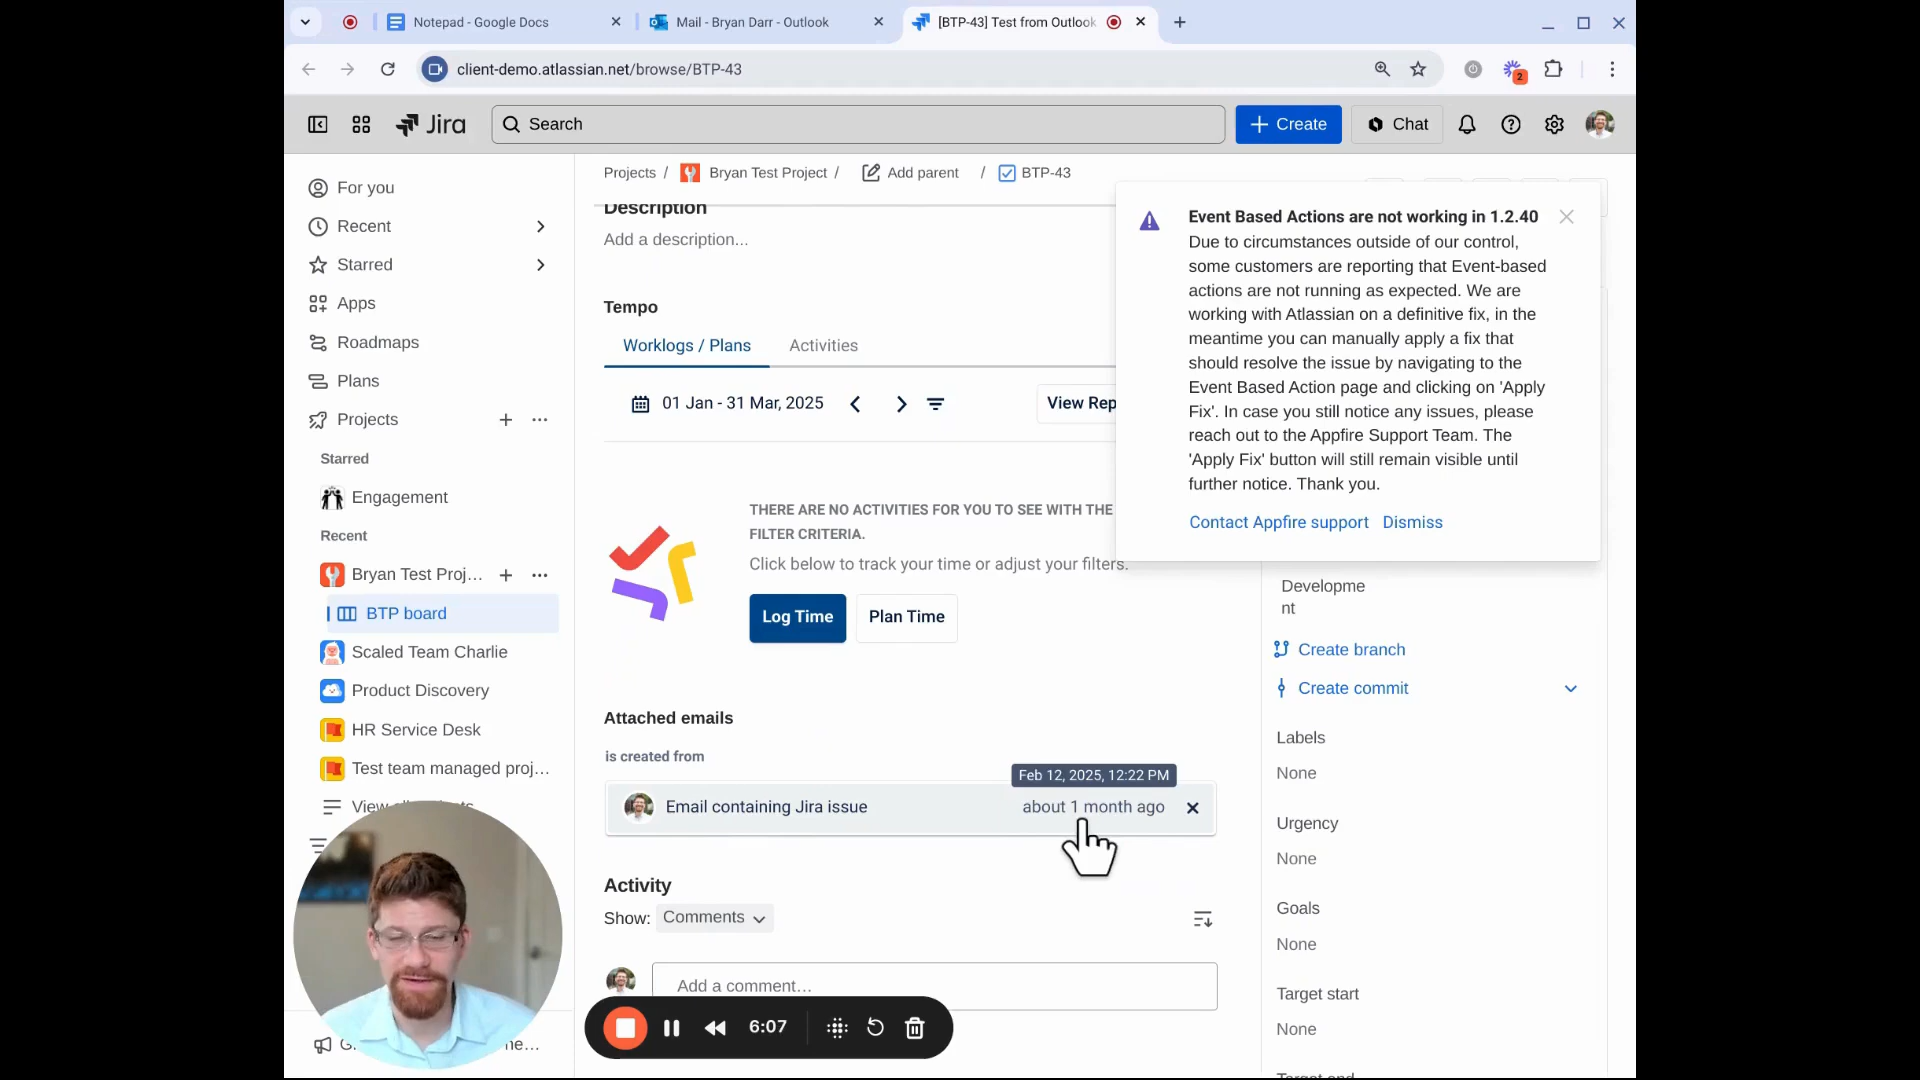 Notepad - Google Docs
Mail - Bryan Darr - Outlook
[BTP-43] Test from Outlook
client-demo.atlassian.net/browse/BTP-43
2
Jira
Search
Create
Chat
For you
Recent
Starred
Apps
Roadmaps
Plans
Projects
Starred
Engagement
Recent
Bryan Test Proj...
BTP board
Scaled Team Charlie
Product Discovery
HR Service Desk
Test team managed proj...
Projects / Bryan Test Project / Add parent / BTP-43
Description
Add a description...
Tempo
Worklogs / Plans
Activities
01 Jan - 31 Mar, 2025
View Rep
THERE ARE NO ACTIVITIES FOR YOU TO SEE WITH THE
FILTER CRITERIA.
Click below to track your time or adjust your filters.
Log Time
Plan Time
Attached emails
is created from
Feb 12, 2025, 12:22 PM
Email containing Jira issue
about 1 month ago
Activity
Show: Comments
Add a comment…
6:07
Event Based Actions are not working in 1.2.40
Due to circumstances outside of our control,
some customers are reporting that Event-based
actions are not running as expected. We are
working with Atlassian on a definitive fix, in the
meantime you can manually apply a fix that
should resolve the issue by navigating to the
Event Based Action page and clicking on 'Apply
Fix'. In case you still notice any issues, please
reach out to the Appfire Support Team. The
'Apply Fix' button will still remain visible until
further notice. Thank you.
Contact Appfire support
Dismiss
Developme
nt
Create branch
Create commit
Labels
None
Urgency
None
Goals
None
Target start
None